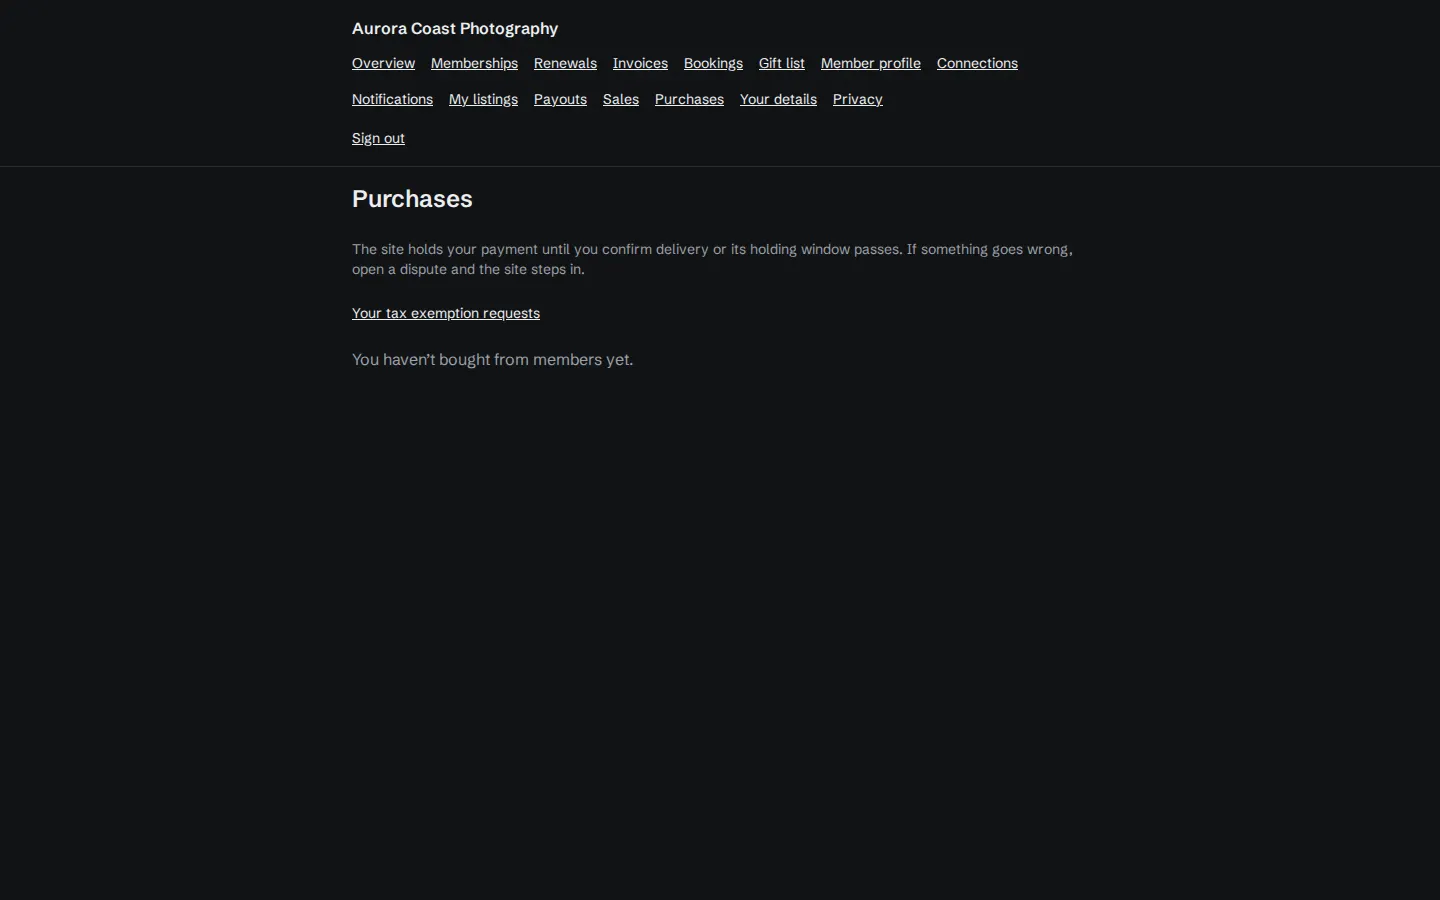 Aurora Coast Photography
Overview Memberships Renewals Invoices Bookings Gift list Member profile Connections
Notifications My listings Payouts Sales Purchases Your details Privacy
Sign out
Purchases
The site holds your payment until you confirm delivery or its holding window passes. If something goes wrong,
open a dispute and the site steps in.
Your tax exemption requests
You haven’t bought from members yet.